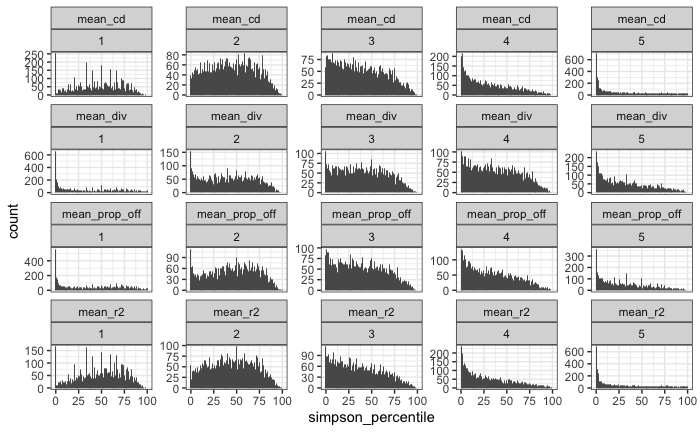 mean_cd mean_cd mean_cd mean_cd mean_cd
1 2 3 4 5
250 200 150 100 50 0 80 60 40 20 0 75 50 25 0 200 150 100 50 0 600 400 200 0
mean_div mean_div mean_div mean_div mean_div
1 2 3 4 5
600 400 200 0 150 100 50 0 100 75 50 25 0 100 75 50 25 0 200 150 100 50 0
mean_prop_off mean_prop_off mean_prop_off mean_prop_off mean_prop_off
1 2 3 4 5
400 200 0 90 60 30 0 100 75 50 25 0 100 50 0 300 200 100 0
mean_r2 mean_r2 mean_r2 mean_r2 mean_r2
1 2 3 4 5
150 100 50 0 100 75 50 25 0 90 60 30 0 200 150 100 50 0 600 400 200 0
0 25 50 75 100 0 25 50 75 100 0 25 50 75 100 0 25 50 75 100 0 25 50 75 100
simpson_percentile
count